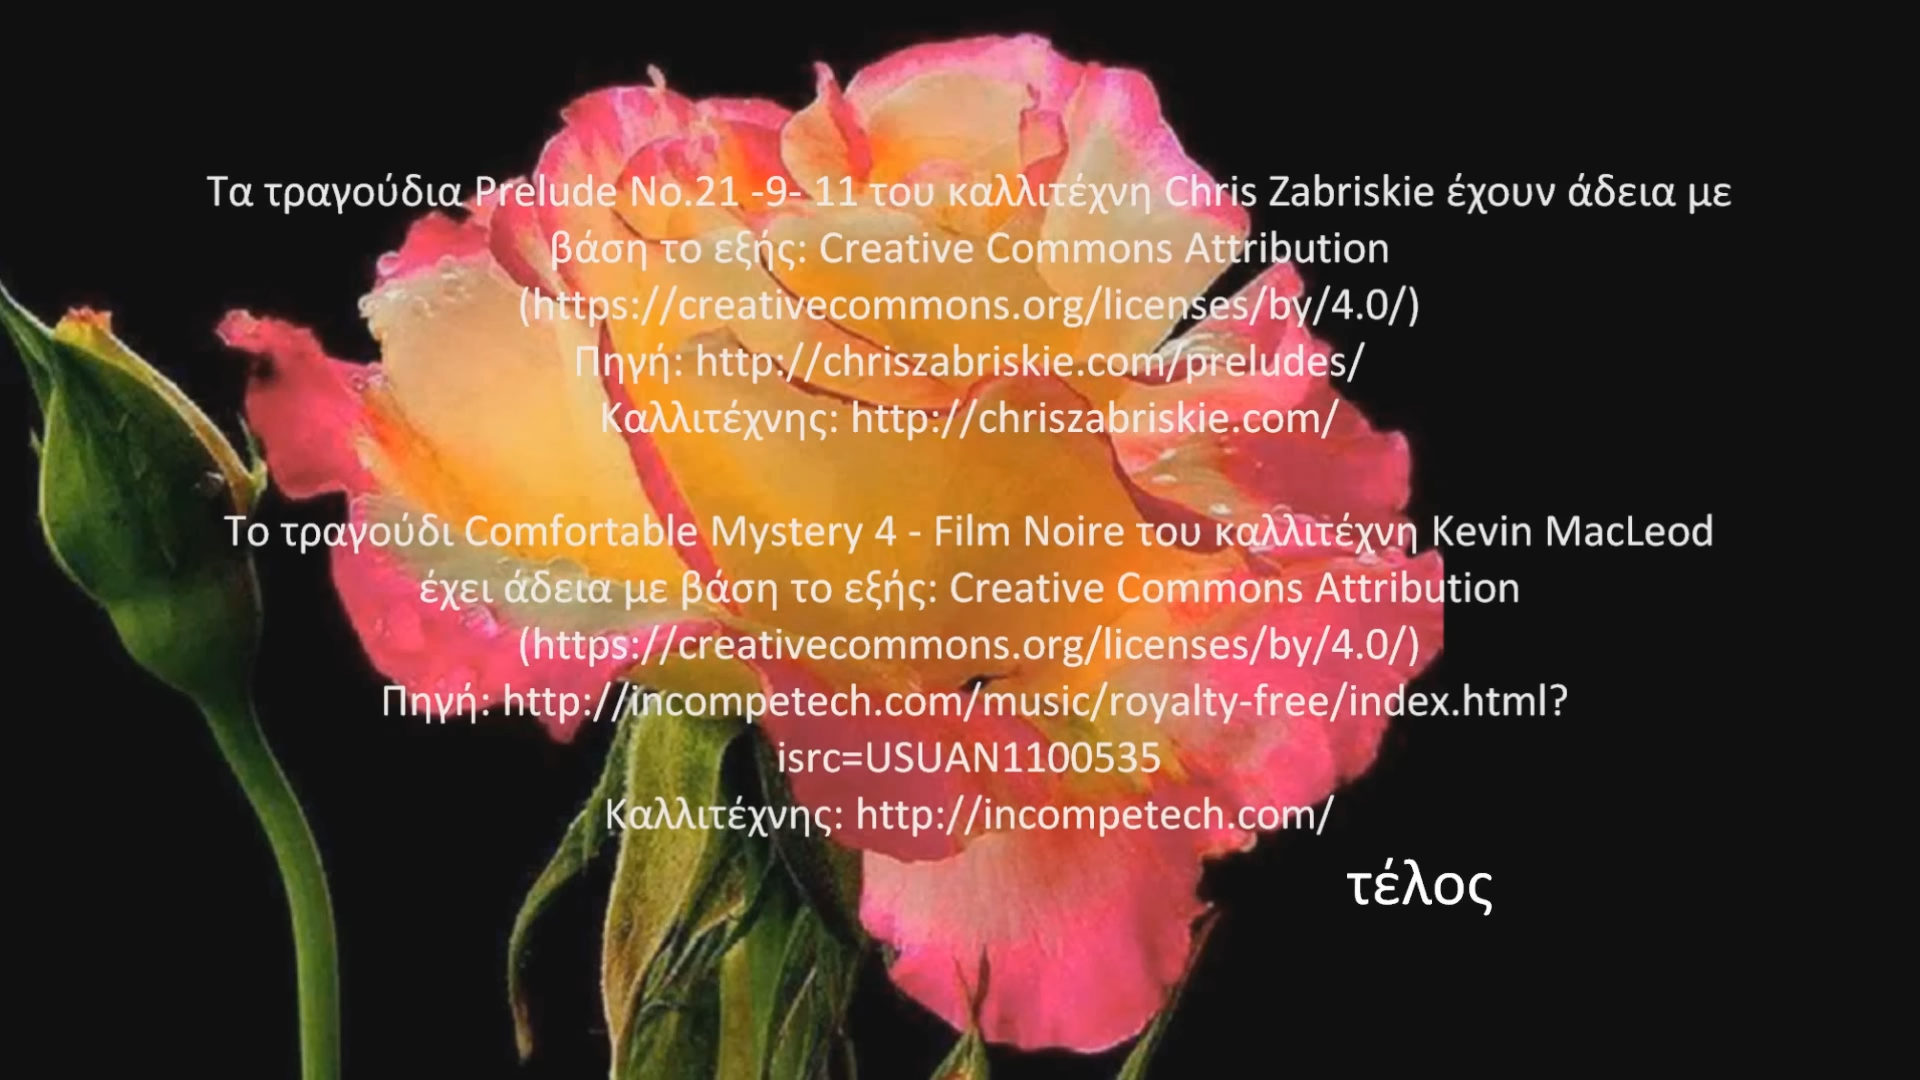 Τα τραγούδια Prelude No.21 -9- 11 του καλλιτέχνη Chris Zabriskie έχουν άδεια με
βάση το εξής: Creative Commons Attribution
(https://creativecommons.org/licenses/by/4.0/)
Πηγή: http://chriszabriskie.com/preludes/
Καλλιτέχνης: http://chriszabriskie.com/
Το τραγούδι Comfortable Mystery 4 - Film Noire του καλλιτέχνη Kevin MacLeod
έχει άδεια με βάση το εξής: Creative Commons Attribution
(https://creativecommons.org/licenses/by/4.0/)
Πηγή: http://incompetech.com/music/royalty-free/index.html?
isrc=USUAN1100535
Καλλιτέχνης: http://incompetech.com/
τέλος